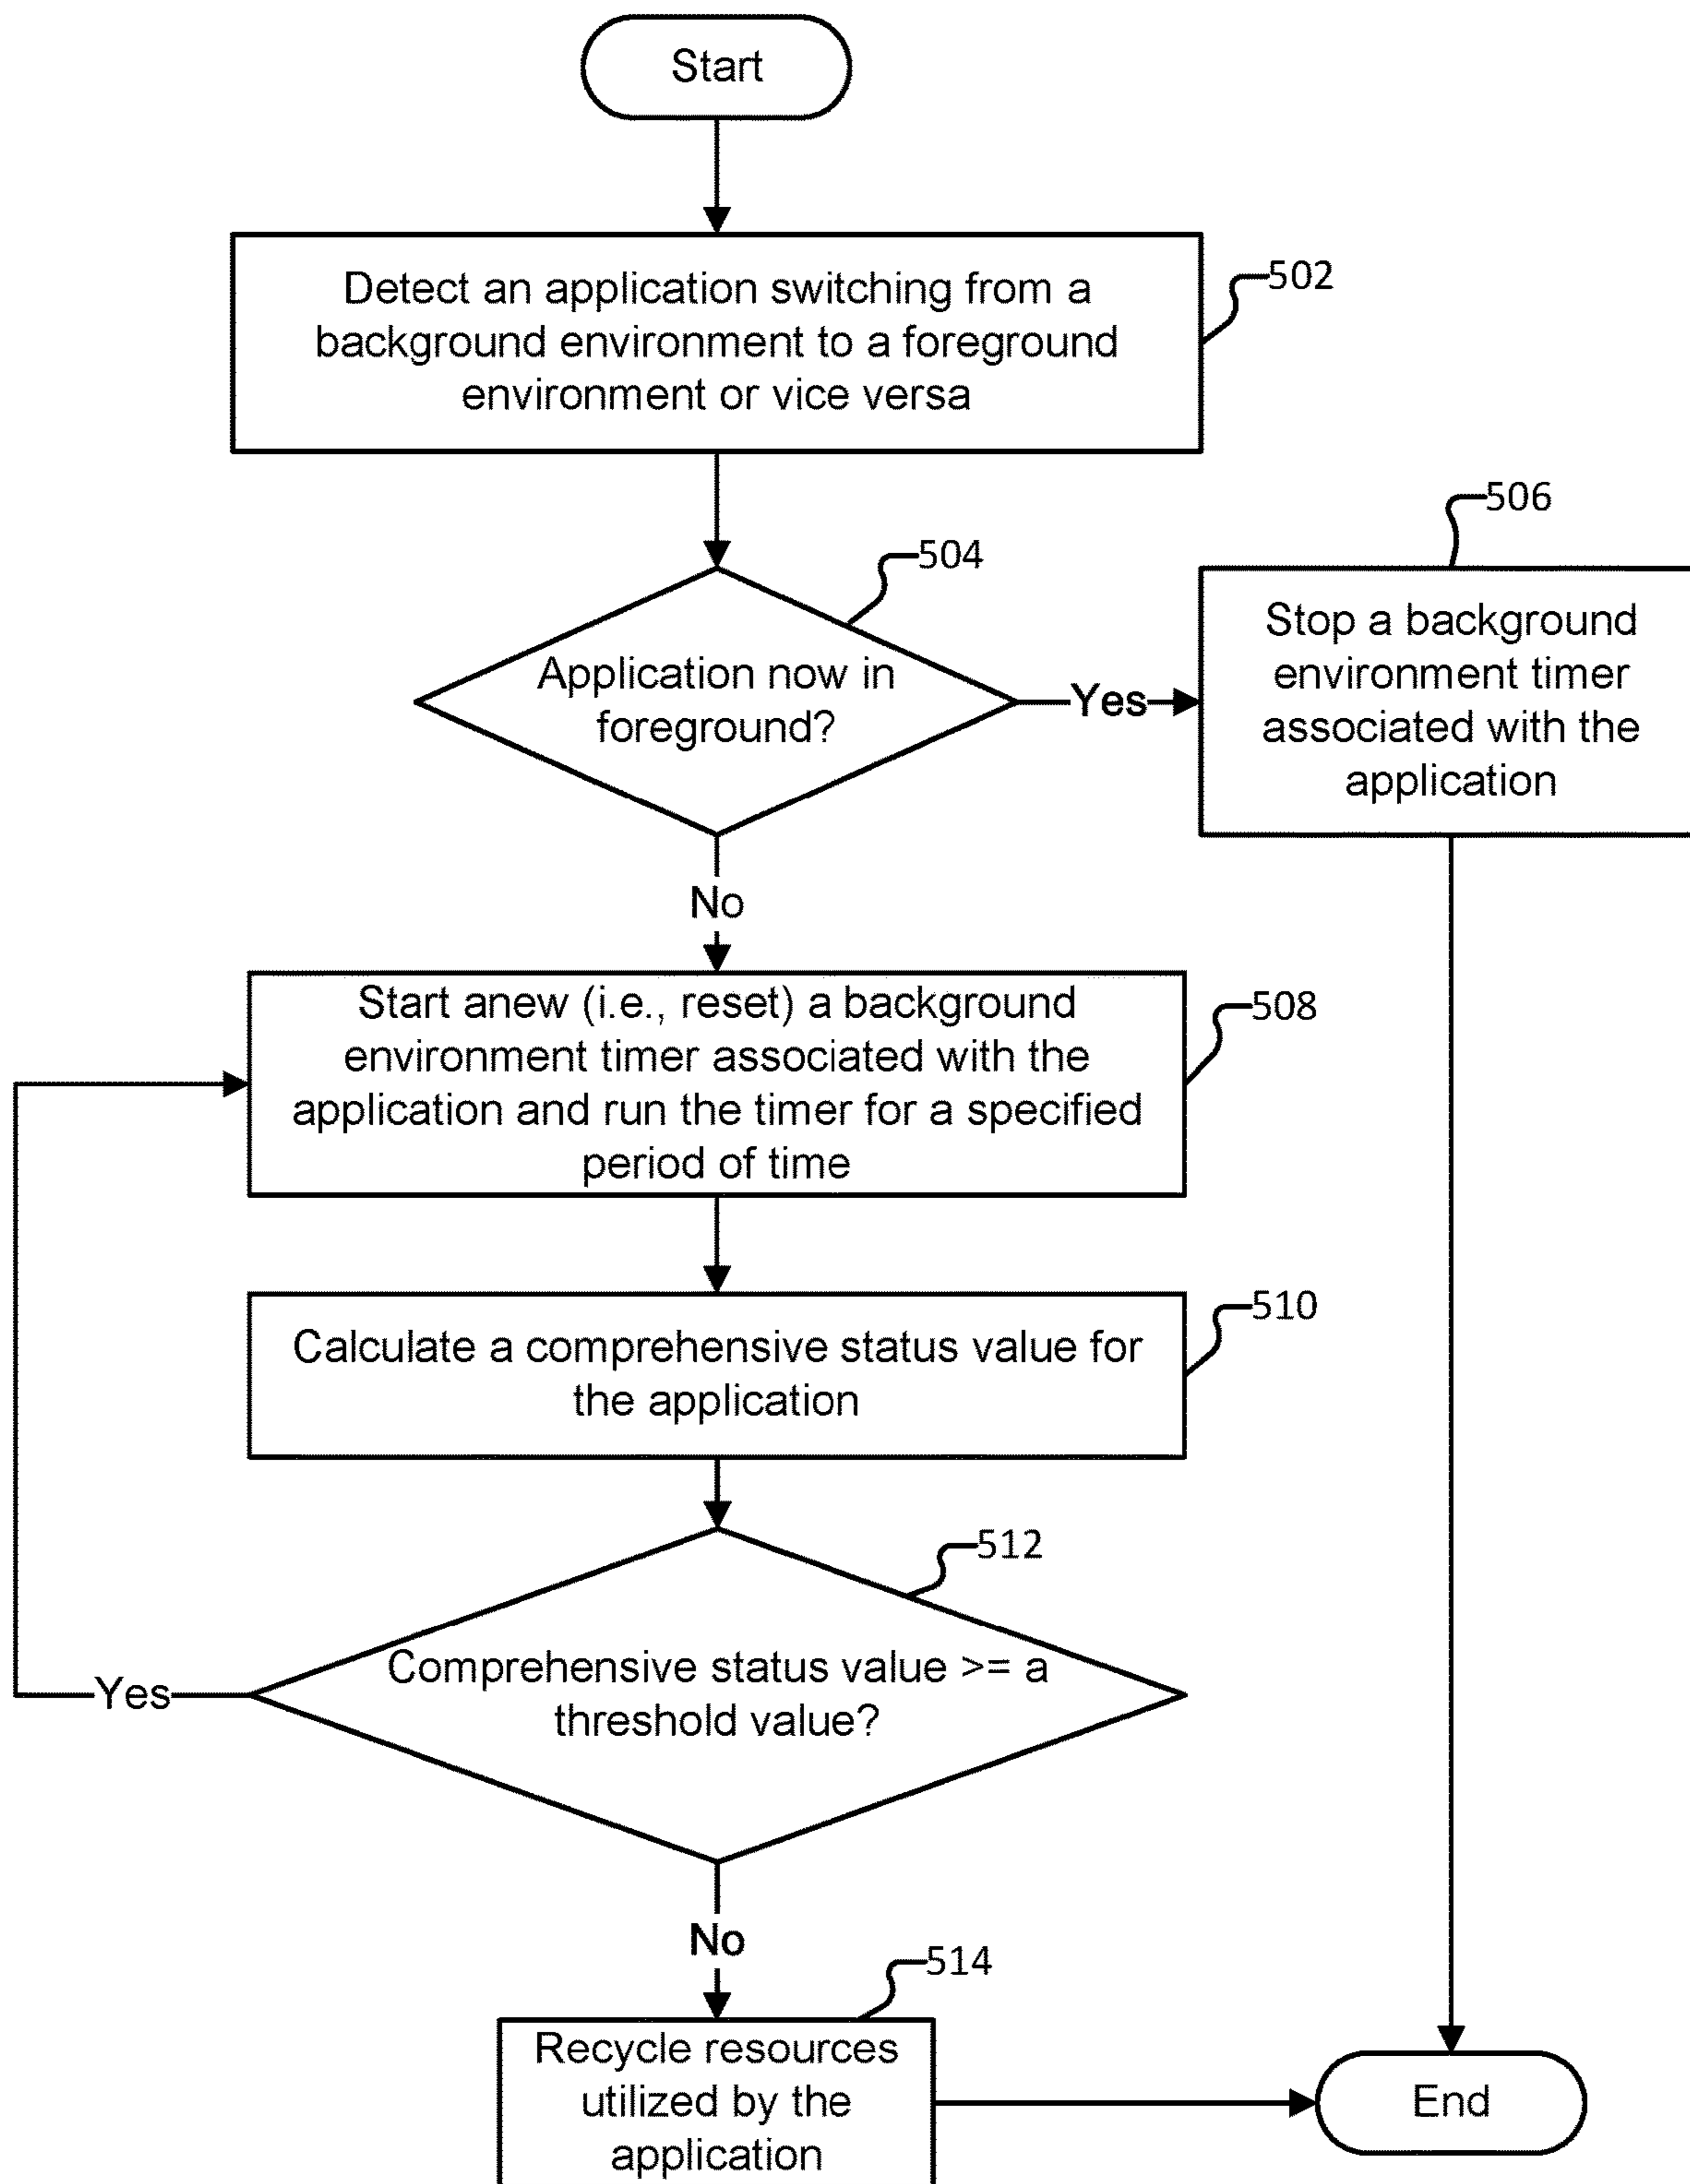 Start
Detect an application switching from a
background environment to a foreground
environment or vice versa
502
504
Application now in
foreground?
Yes
506
Stop a background
environment timer
associated with the
application
No
Start anew (i.e., reset) a background
environment timer associated with the
application and run the timer for a specified
period of time
508
Calculate a comprehensive status value for
the application
510
512
Comprehensive status value >= a
threshold value?
Yes
No
514
Recycle resources
utilized by the
application
End